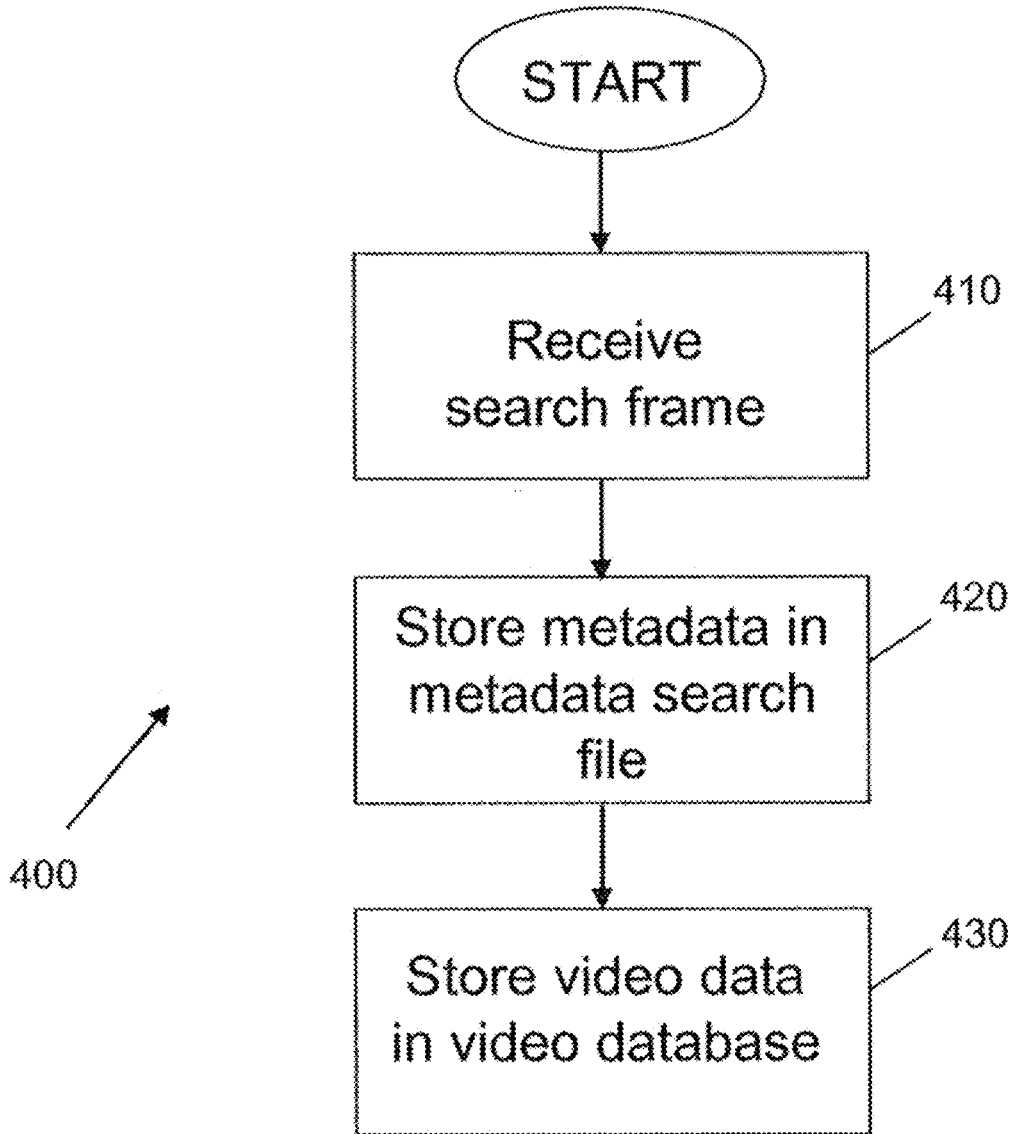 START
Receive
search frame
410
Store metadata in
metadata search
file
420
400
Store video data
in video database
430